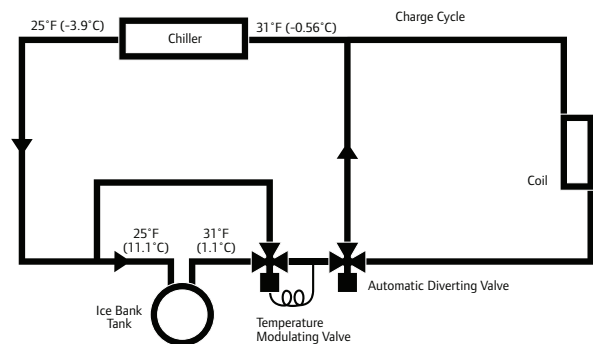 Charge Cycle
25˚F (-3.9˚C)
Chiller
31˚F (-0.56˚C)
Coil
25˚F
(11.1˚C)
31˚F
(1.1˚C)
Automatic Diverting Valve
Ice Bank
Tank
Temperature
Modulating Valve